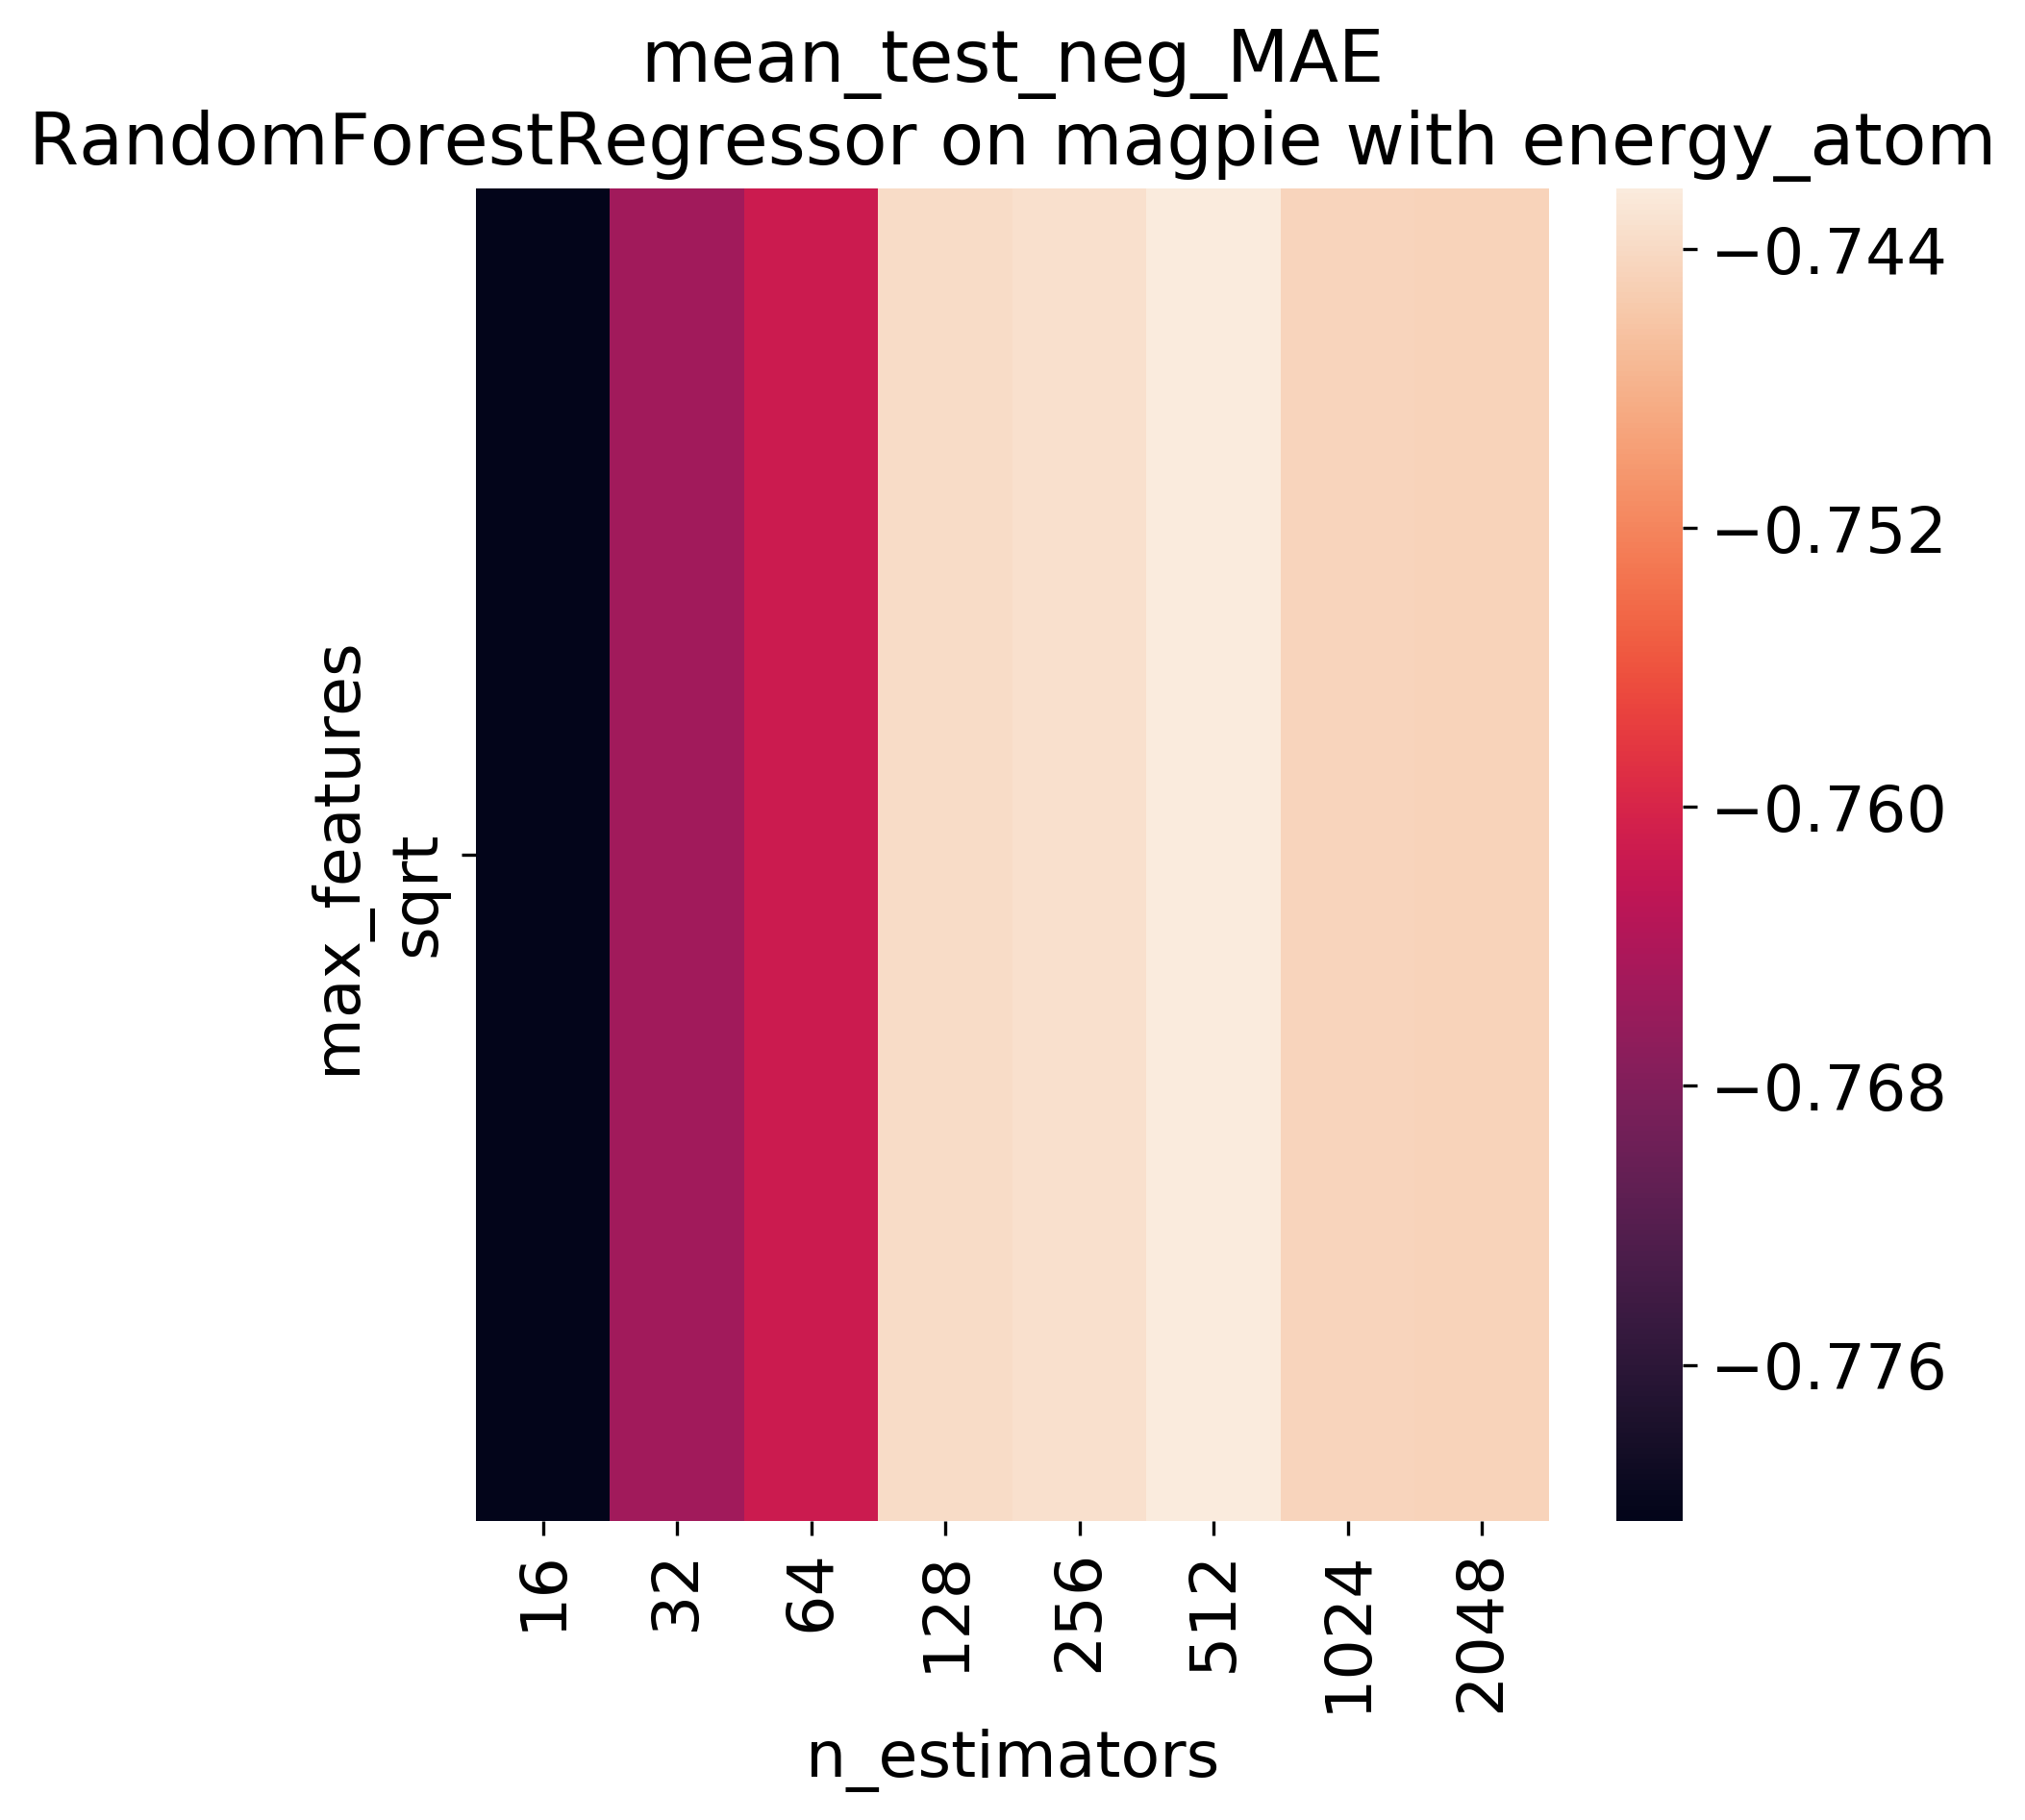 mean_test_neg_MAE
RandomForestRegressor on magpie with energy_atom
max_features
sqrt
16
32
64
128
256
512
1024
2048
n_estimators
−0.744
−0.752
−0.760
−0.768
−0.776